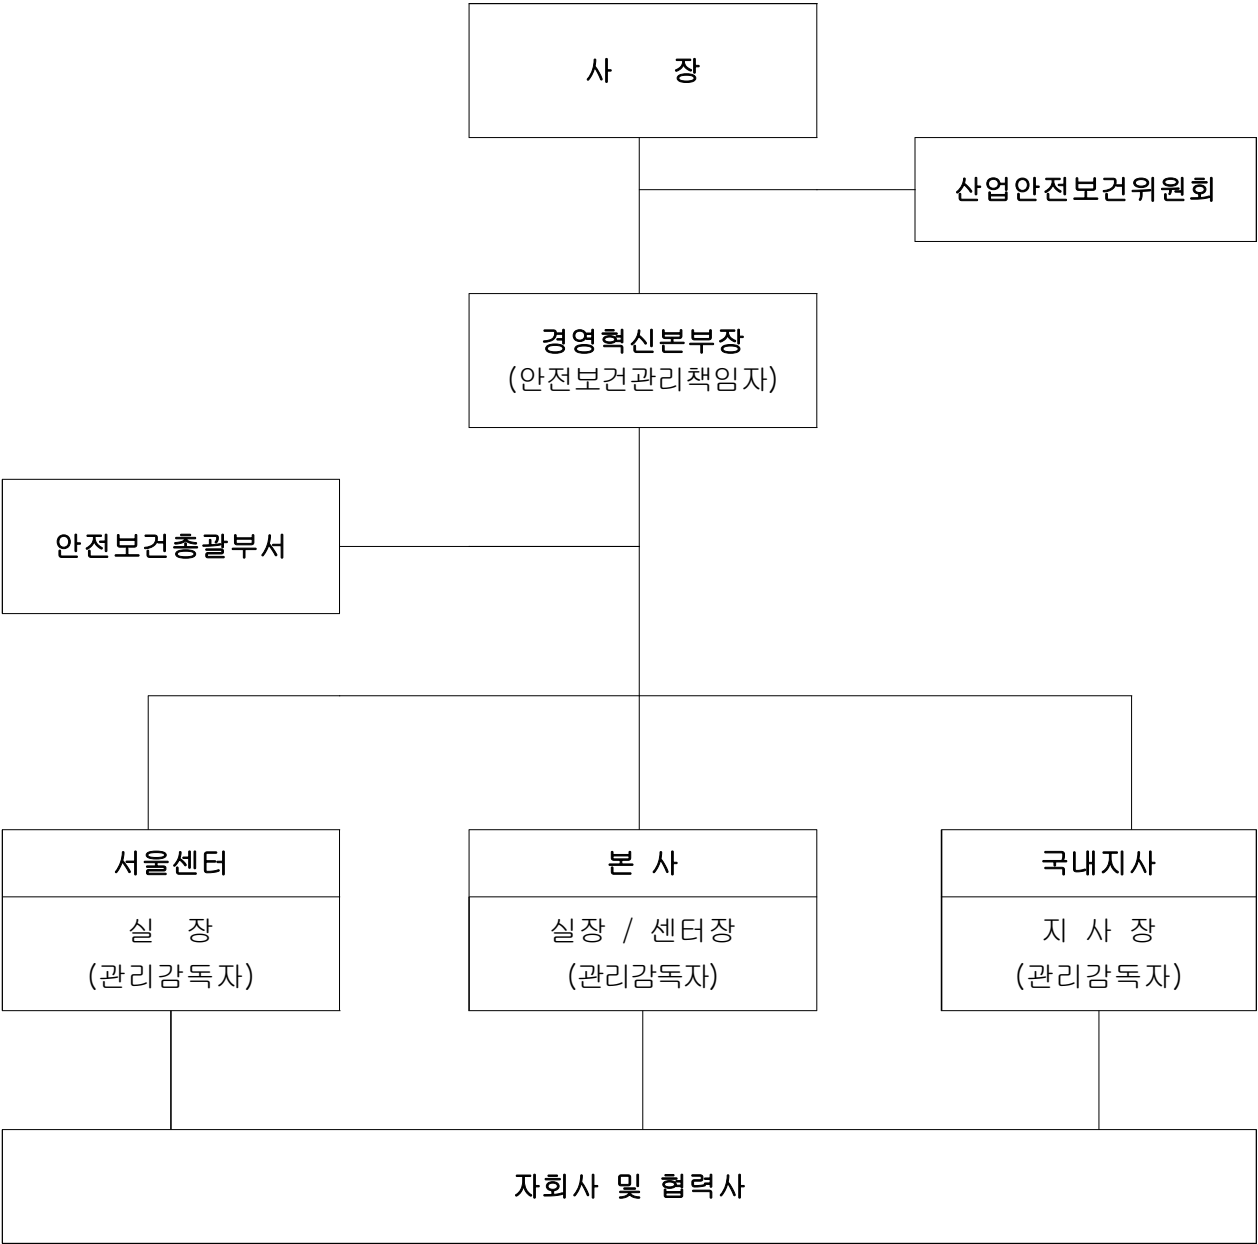 사 장
산업안전보건위원회
경영혁신본부장
(안전보건관리책임자)
안전보건총괄부서
서울센터
실 장
(관리감독자)
본 사
실장 / 센터장
(관리감독자)
국내지사
지 사 장
(관리감독자)
자회사 및 협력사